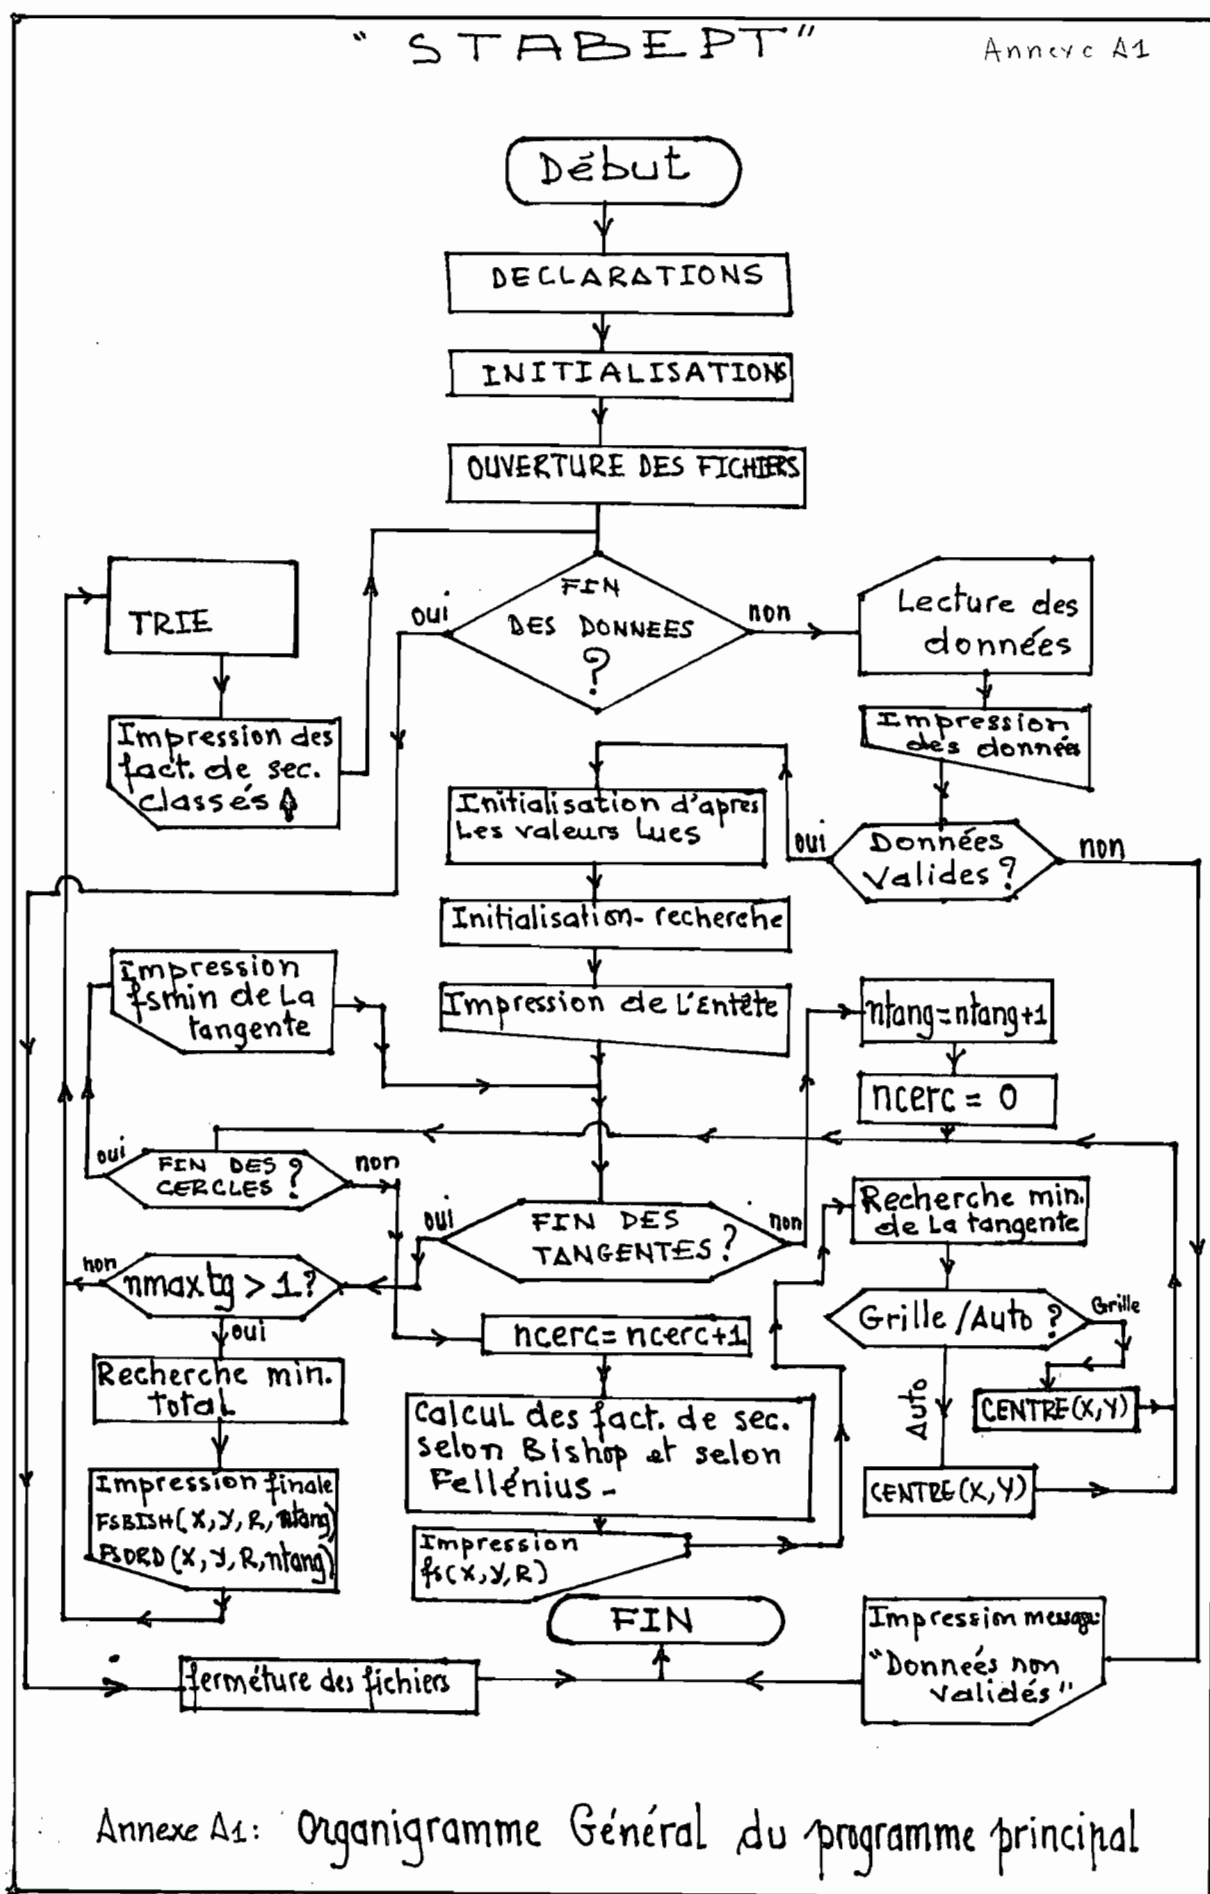 "STABEPT"
Annexe A1
Début
DECLARATIONS
INITIALISATIONS
OUVERTURE DES FICHIERS
FIN
DES DONNEES
?
oui
non
TRIE
Lecture des
données
Impression des
fact. de sec.
classés
Impression
des données
Initialisation d'après
Les valeurs Lues
oui
Données
Valides ?
non
Initialisation-recherche
Impression
fsmin de La
tangente
Impression de L'Entête
ntang=ntang+1
ncerc = 0
oui
FIN DES
CERCLES ?
non
oui
FIN DES
TANGENTES ?
non
Recherche min.
de La tangente
non
nmaxtg > 1 ?
oui
ncerc = ncerc+1
Grille /Auto ?
Grille
Recherche min.
total
Auto
CENTRE(X,Y)
Calcul des fact. de sec.
selon Bishop et selon
Fellénius -
CENTRE(X,Y)
Impression finale
FSBISH(X,Y,R,ntang)
FSORD(X,Y,R,ntang)
Impression
fs(X,Y,R)
FIN
Impression message:
"Données non
validés"
ferméture des fichiers
Annexe A1: Organigramme Général du programme principal